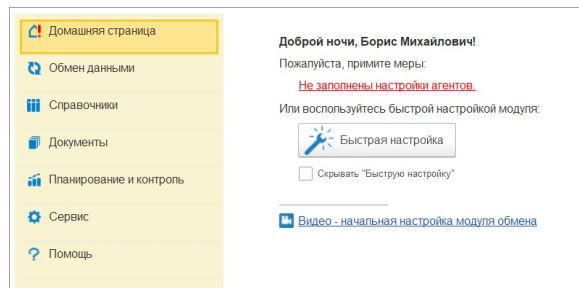 Домашняя страница
Обмен данными
Справочники
Документы
Планирование и контроль
Сервис
Помощь
Доброй ночи, Борис Михайлович!
Пожалуйста, примите меры:
Не заполнены настройки агентов.
Или воспользуйтесь быстрой настройкой модуля:
Быстрая настройка
Скрывать "Быструю настройку"
Видео - начальная настройка модуля обмена